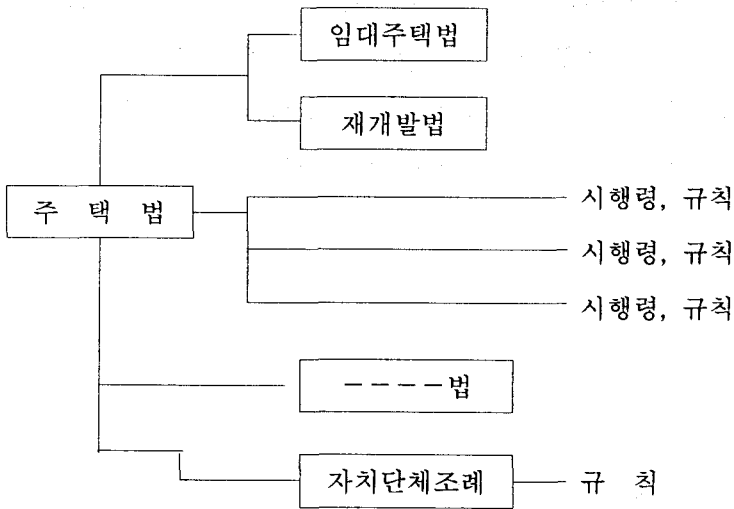 임대주택법
재개발법
주 택 법
시행령, 규칙
시행령, 규칙
시행령, 규칙
----법
자치단체조례
규 칙